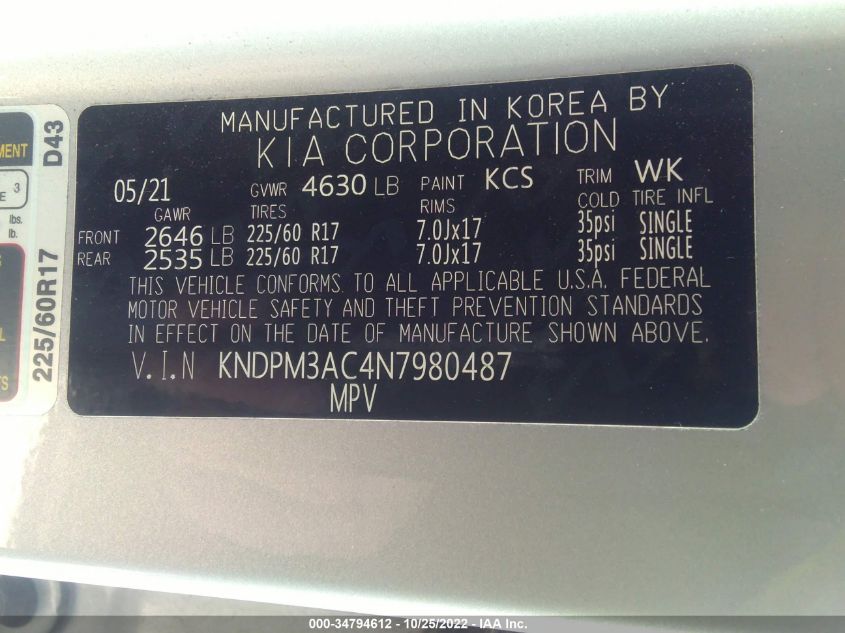 MANUFACTURED IN KOREA BY
KIA CORPORATION
05/21 GVWR 4630 LB PAINT KCS TRIM WK
GAWR TIRES RIMS COLD TIRE INFL
FRONT 2646 LB 225/60 R17 7.0Jx17 35psi SINGLE
REAR 2535 LB 225/60 R17 7.0Jx17 35psi SINGLE
THIS VEHICLE CONFORMS TO ALL APPLICABLE U.S.A. FEDERAL
MOTOR VEHICLE SAFETY AND THEFT PREVENTION STANDARDS
IN EFFECT ON THE DATE OF MANUFACTURE SHOWN ABOVE.
V.I.N KNDPM3AC4N7980487
MPV
D43
3
lbs.
lb.
225/60R17
000-34794612 - 10/25/2022 - IAA Inc.